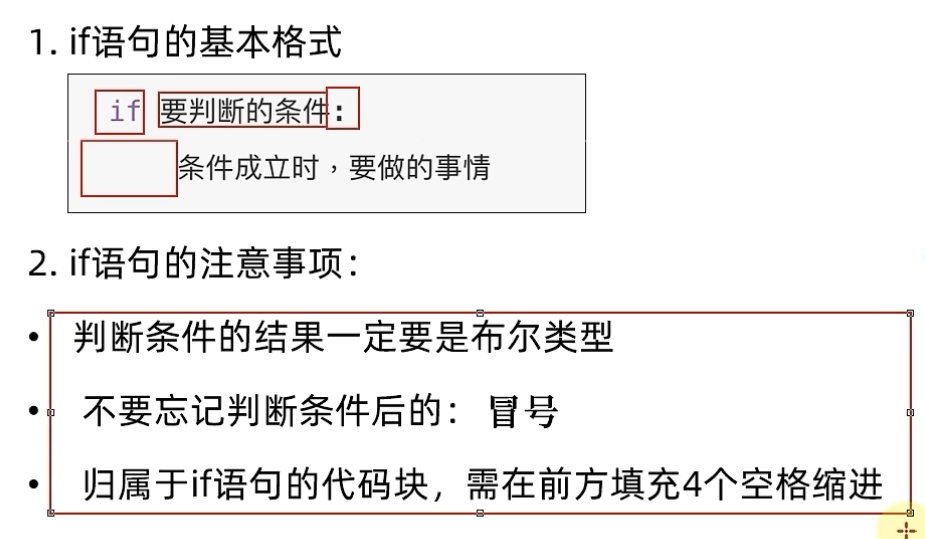 1. if语句的基本格式
if 要判断的条件:
条件成立时，要做的事情
2. if语句的注意事项：
• 判断条件的结果一定要是布尔类型
• 不要忘记判断条件后的： 冒号
• 归属于if语句的代码块，需在前方填充4个空格缩进